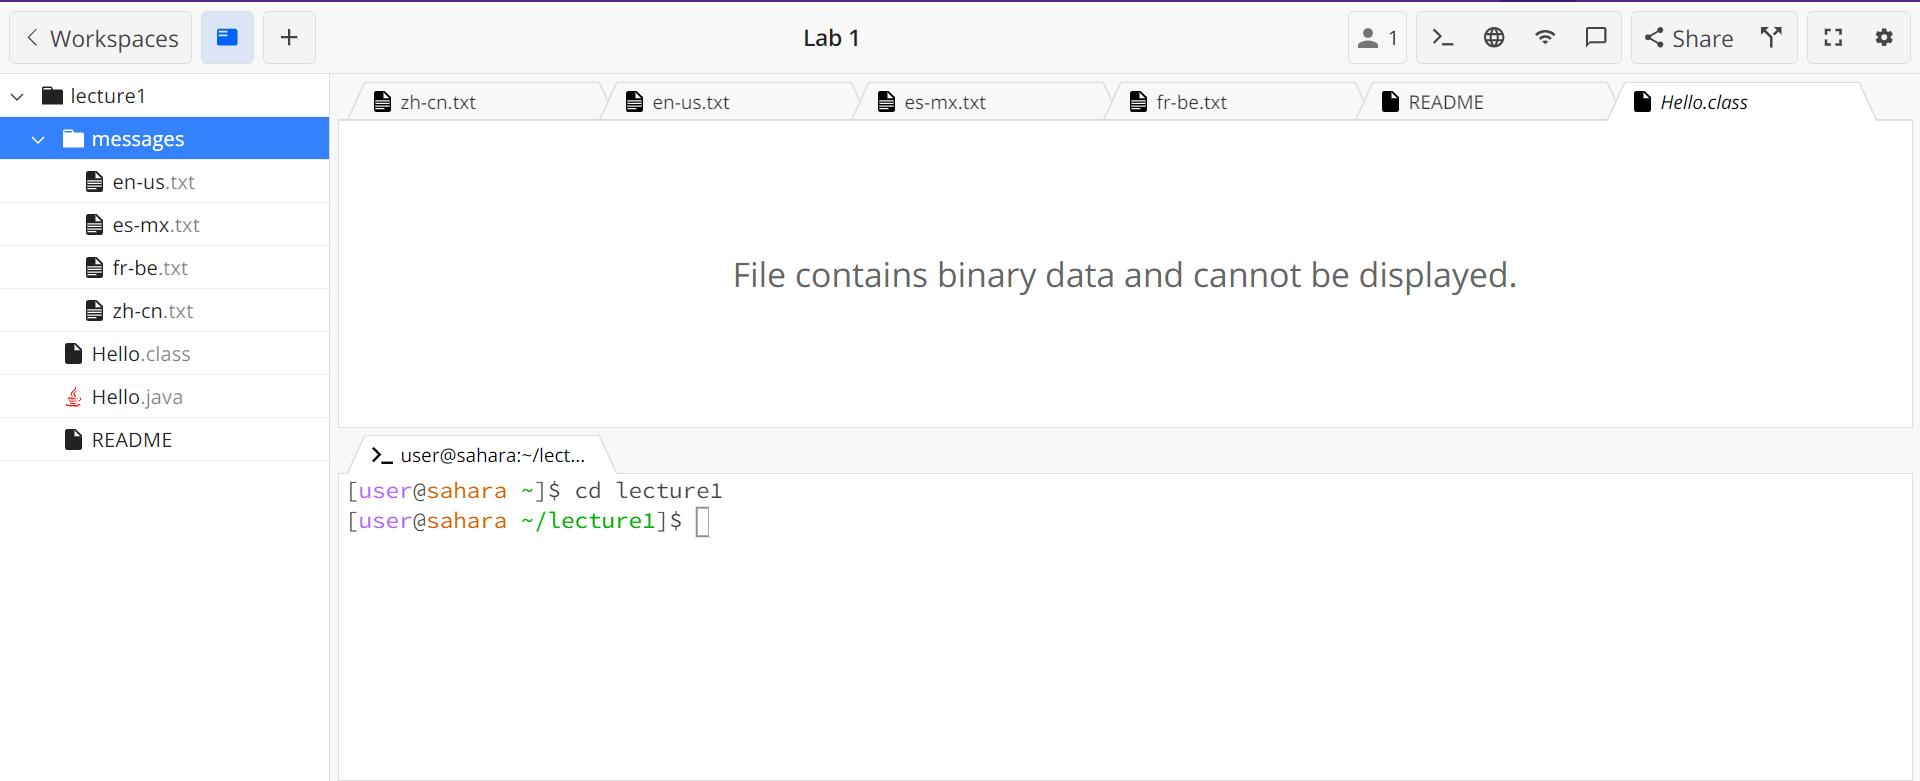 Workspaces
Lab 1
1
Share
lecture1
messages
en-us.txt
es-mx.txt
fr-be.txt
zh-cn.txt
Hello.class
Hello.java
README
zh-cn.txt
en-us.txt
es-mx.txt
fr-be.txt
README
Hello.class
File contains binary data and cannot be displayed.
user@sahara:~/lect...
[user@sahara ~]$ cd lecture1
[user@sahara ~/lecture1]$